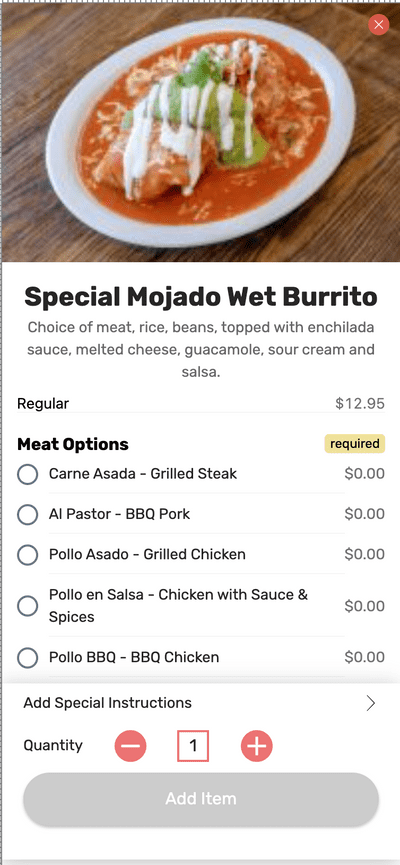 Special Mojado Wet Burrito
Choice of meat, rice, beans, topped with enchilada
sauce, melted cheese, guacamole, sour cream and
salsa.
Regular $12.95
Meat Options required
Carne Asada - Grilled Steak $0.00
Al Pastor - BBQ Pork $0.00
Pollo Asado - Grilled Chicken $0.00
Pollo en Salsa - Chicken with Sauce &
Spices $0.00
Pollo BBQ - BBQ Chicken $0.00
Add Special Instructions
Quantity 1
Add Item